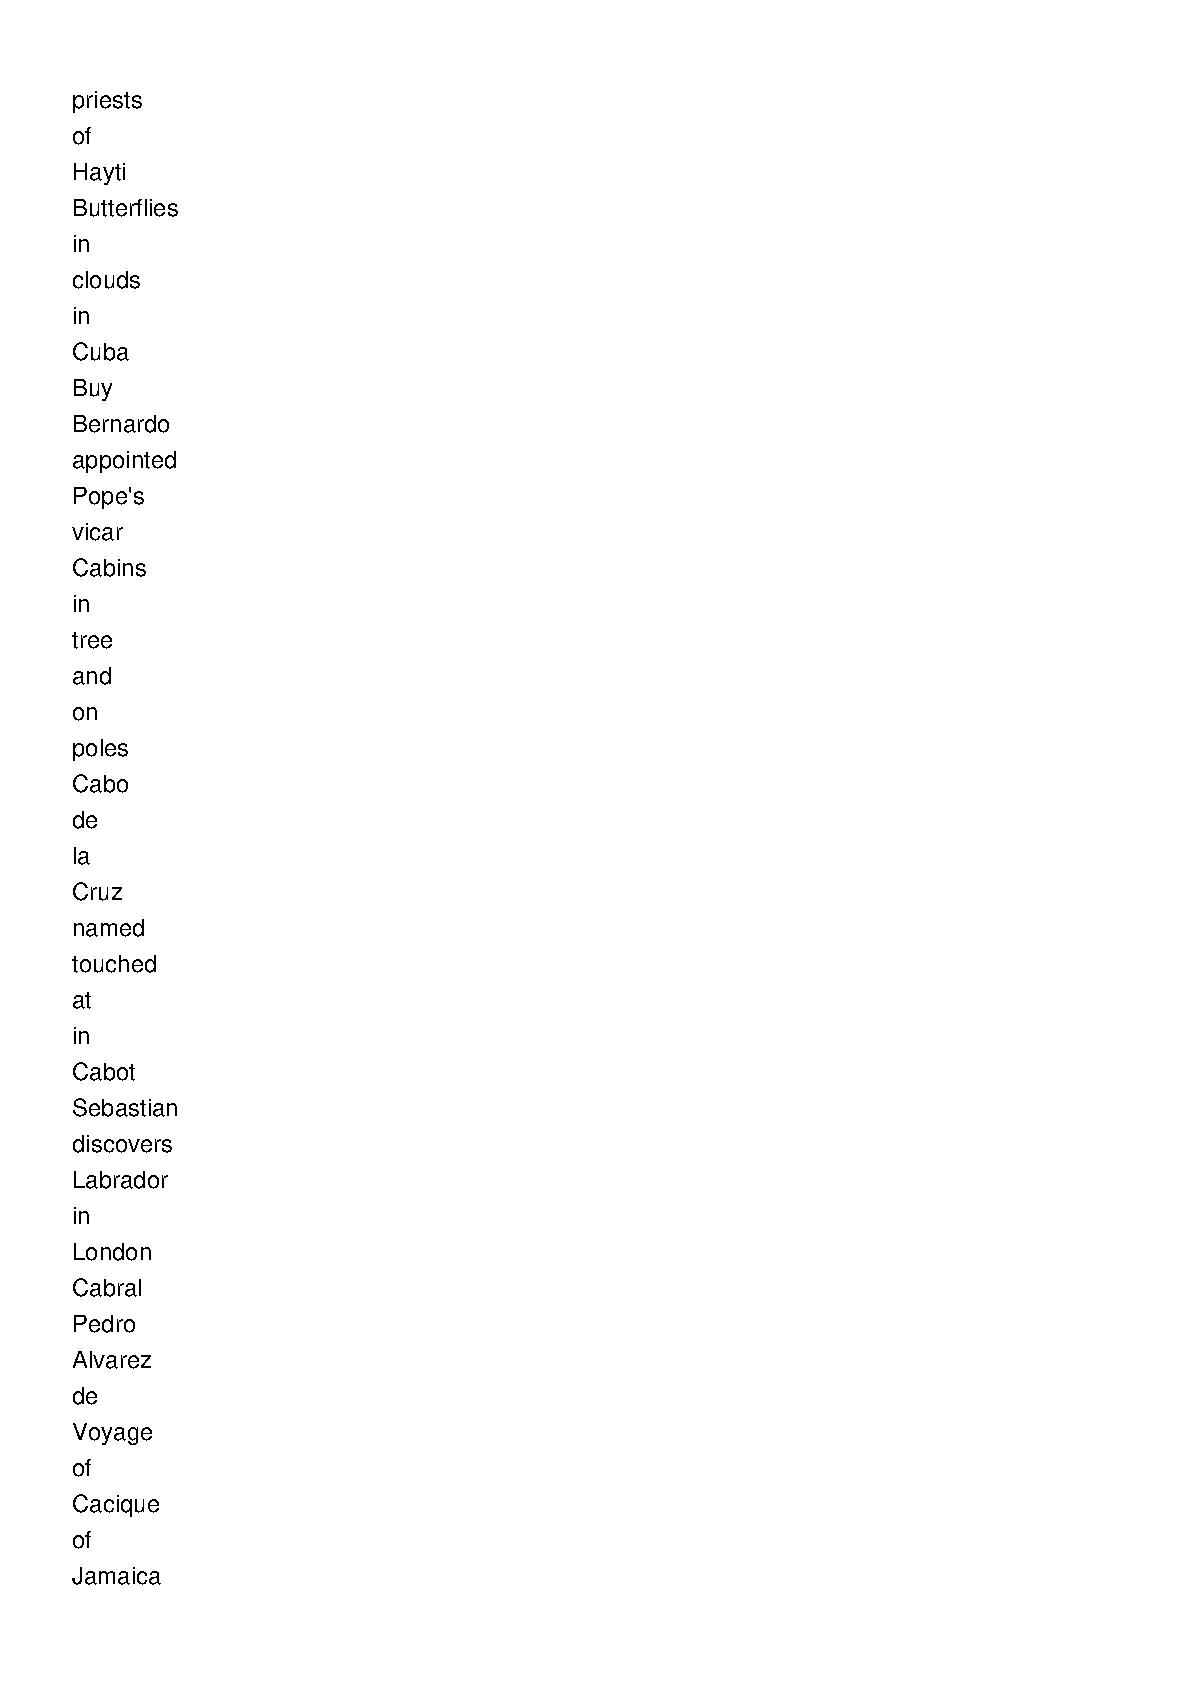 priests
of
Hayti
Butterflies
in
clouds
in
Cuba
Buy
Bernardo
appointed
Pope's
vicar
Cabins
in
tree
and
on
poles
Cabo
de
la
Cruz
named
touched
at
in
Cabot
Sebastian
discovers
Labrador
in
London
Cabral
Pedro
Alvarez
de
Voyage
of
Cacique
of
Jamaica